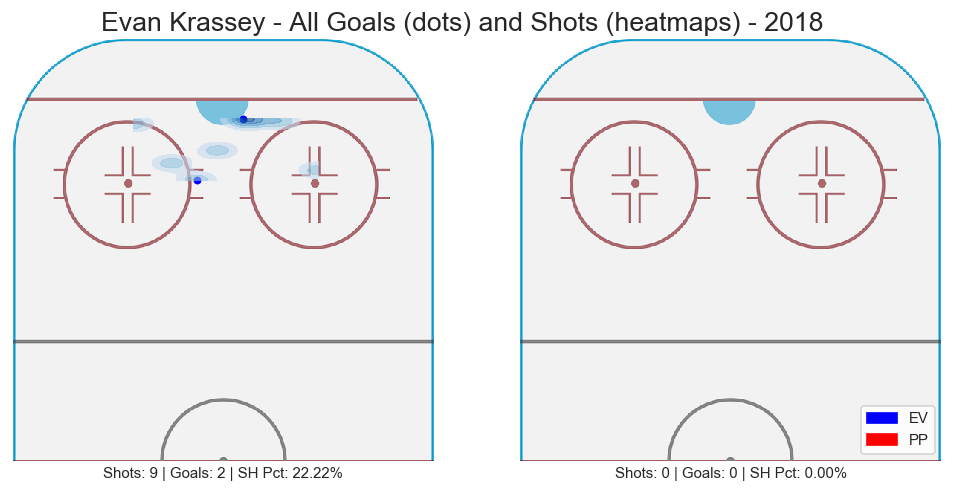 Evan Krassey - All Goals (dots) and Shots (heatmaps) - 2018
EV
PP
Shots: 9 | Goals: 2 | SH Pct: 22.22%
Shots: 0 | Goals: 0 | SH Pct: 0.00%